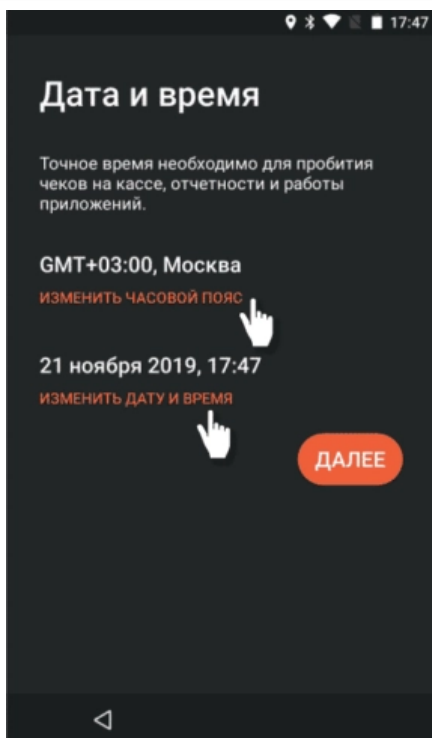 17:47
Дата и время
Точное время необходимо для пробития
чеков на кассе, отчетности и работы
приложений.
GMT+03:00, Москва
ИЗМЕНИТЬ ЧАСОВОЙ ПОЯС
21 ноября 2019, 17:47
ИЗМЕНИТЬ ДАТУ И ВРЕМЯ
ДАЛЕЕ